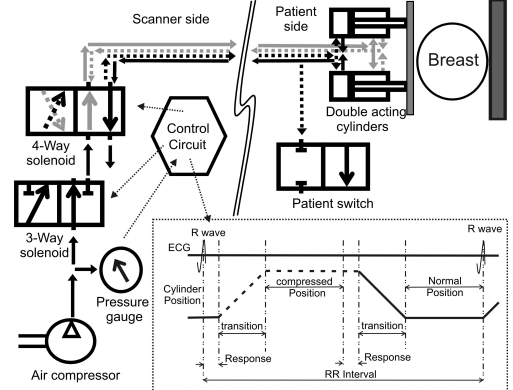 Scanner side
Patient
side
Breast
Double acting
cylinders
Control
Circuit
4-Way
solenoid
Patient switch
3-Way
solenoid
Pressure
gauge
Air compressor
R wave
R wave
ECG
Cylinder
Position
compressed
Position
Normal
Position
transition
transition
Response
Response
RR Interval